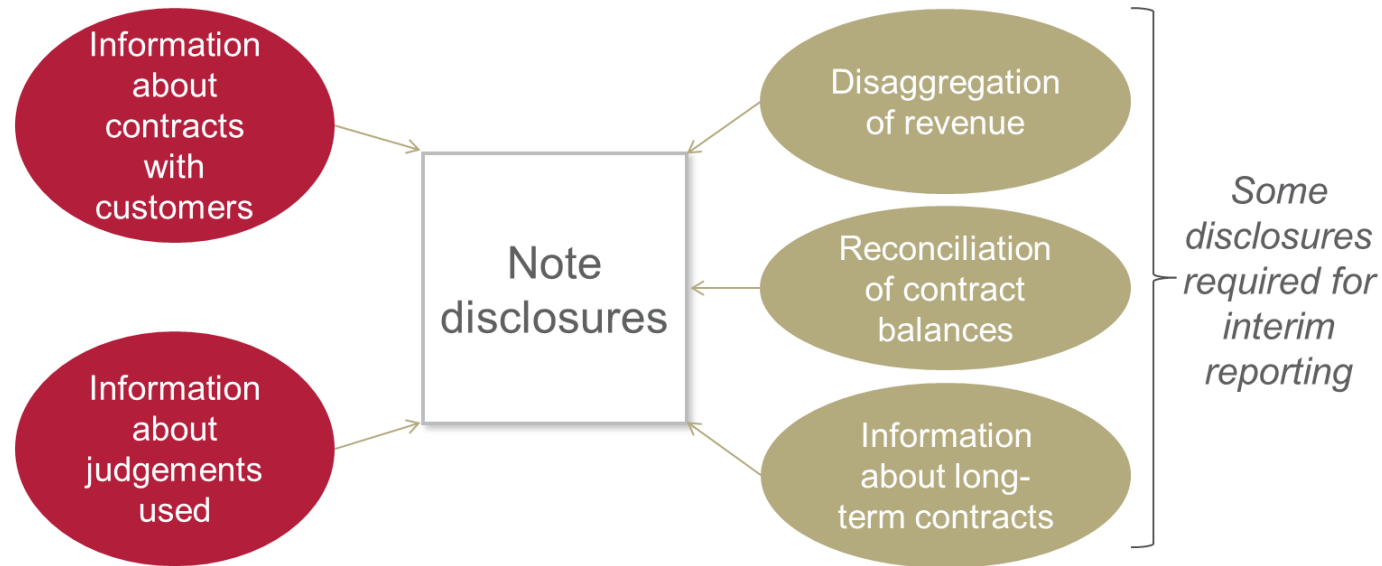 Information
about
contracts
with
customers
Information
about
judgements
used
Note
disclosures
Disaggregation
of revenue
Reconciliation
of contract
balances
Information
about long-
term contracts
Some
disclosures
required for
interim
reporting